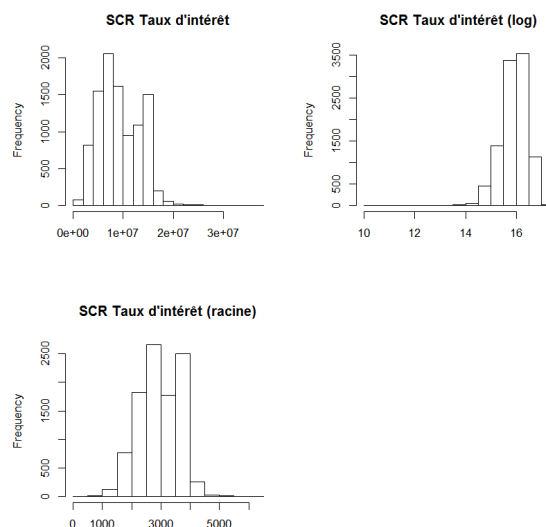 SCR Taux d'intérêt
Frequency
2000
1000
500
0
0e+00 1e+07 2e+07 3e+07
SCR Taux d'intérêt (log)
Frequency
3500
2500
1500
500
0
10 12 14 16
SCR Taux d'intérêt (racine)
Frequency
2500
1500
500
0
0 1000 3000 5000